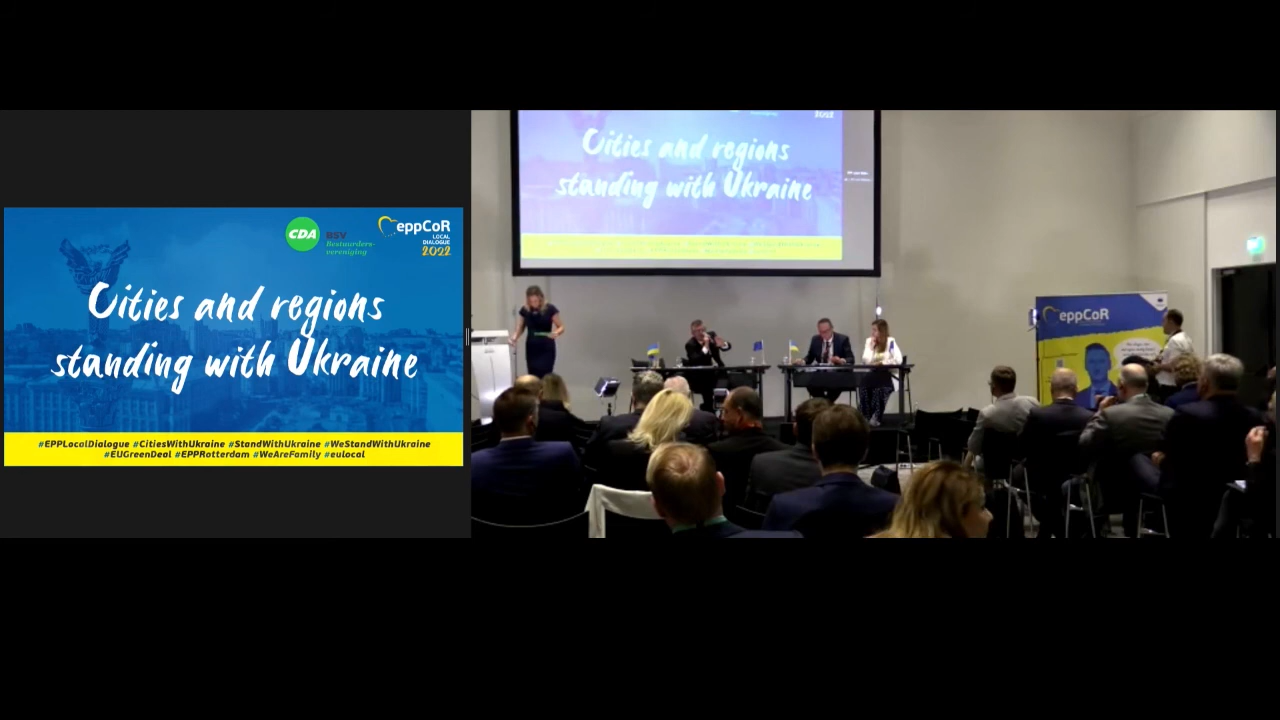 CDA
BSV
Bestuurders-
vereniging
eppCoR
LOCAL
DIALOGUE
2022
Cities and regions
standing with Ukraine
#EPPLocalDialogue #CitiesWithUkraine #StandWithUkraine #WeStandWithUkraine
#EUGreenDeal #EPPRotterdam #WeAreFamily #eulocal
2022
Cities and regions
standing with Ukraine
eppCoR